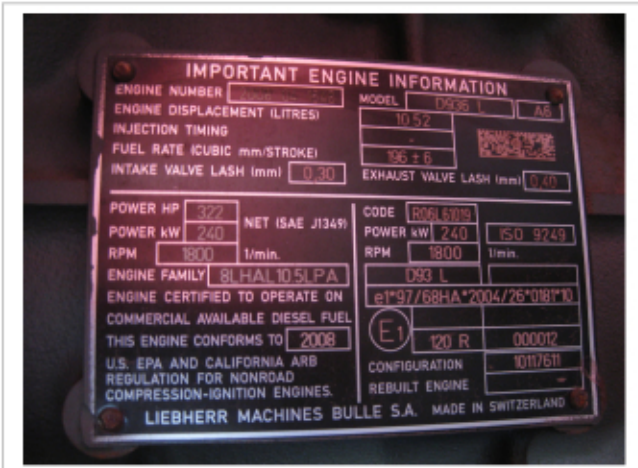 IMPORTANT ENGINE INFORMATION
ENGINE NUMBER
MODEL D936 L A6
ENGINE DISPLACEMENT (LITRES) 10.52
INJECTION TIMING -
FUEL RATE (CUBIC mm/STROKE) 196 ± 6
INTAKE VALVE LASH (mm) 0,30 EXHAUST VALVE LASH (mm) 0,40
POWER HP 322
POWER kW 240 NET (SAE J1349)
RPM 1800 1/min.
ENGINE FAMILY 8LHAL10.5LPA
ENGINE CERTIFIED TO OPERATE ON
COMMERCIAL AVAILABLE DIESEL FUEL
THIS ENGINE CONFORMS TO 2008
U.S. EPA AND CALIFORNIA ARB
REGULATION FOR NONROAD
COMPRESSION-IGNITION ENGINES.
CODE R06L61019
POWER kW 240 ISO 9249
RPM 1800 1/min.
D93 L
e1*97/68HA*2004/26*0181*10
E1 120 R 000012
CONFIGURATION 10117611
REBUILT ENGINE -
LIEBHERR MACHINES BULLE S.A. MADE IN SWITZERLAND